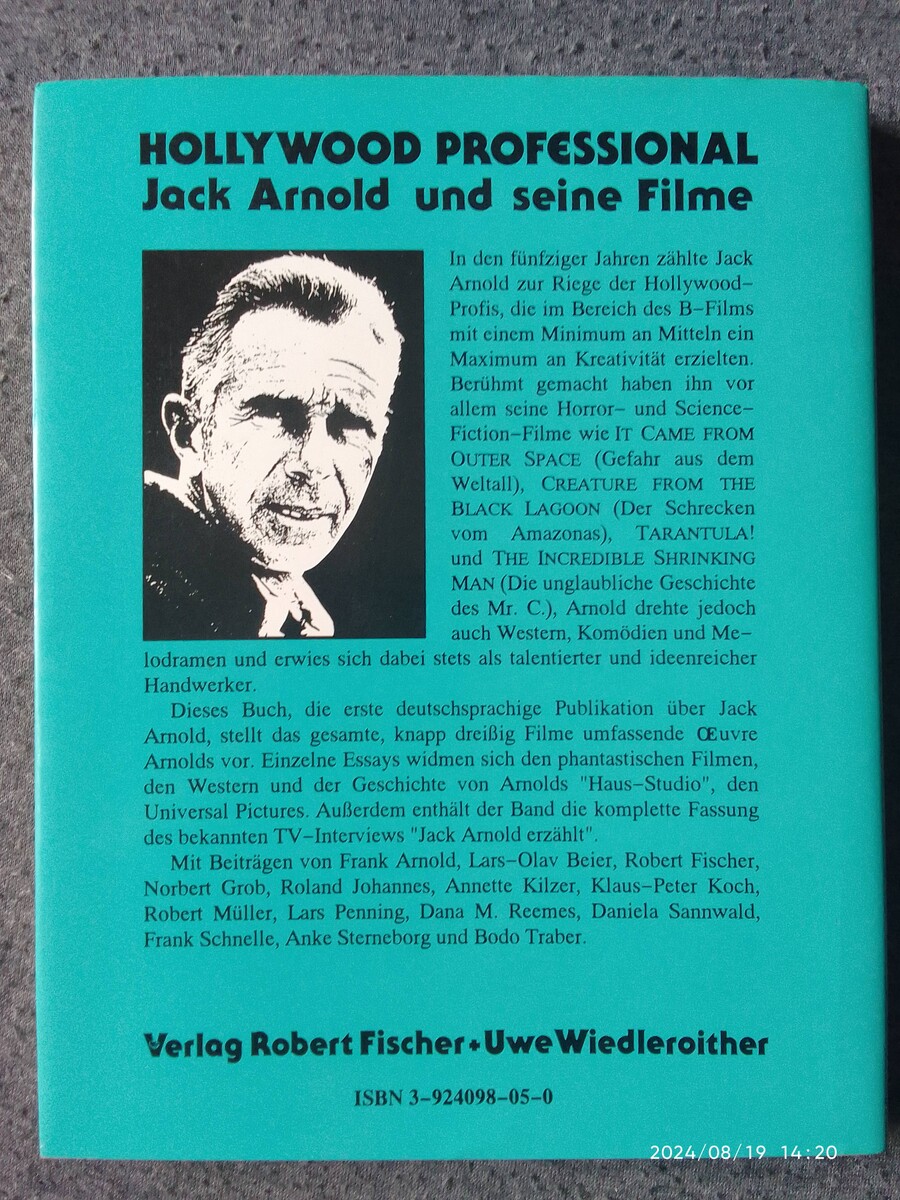 HOLLYWOOD PROFESSIONAL
Jack Arnold und seine Filme
In den fünfziger Jahren zählte Jack
Arnold zur Riege der Hollywood-
Profis, die im Bereich des B-Films
mit einem Minimum an Mitteln ein
Maximum an Kreativität erzielten.
Berühmt gemacht haben ihn vor
allem seine Horror- und Science-
Fiction-Filme wie IT CAME FROM
OUTER SPACE (Gefahr aus dem
Weltall), CREATURE FROM THE
BLACK LAGOON (Der Schrecken
vom Amazonas), TARANTULA!
und THE INCREDIBLE SHRINKING
MAN (Die unglaubliche Geschichte
des Mr. C.), Arnold drehte jedoch
auch Western, Komödien und Me-
lodramen und erwies sich dabei stets als talentierter und ideenreicher
Handwerker.
Dieses Buch, die erste deutschsprachige Publikation über Jack
Arnold, stellt das gesamte, knapp dreißig Filme umfassende Œuvre
Arnolds vor. Einzelne Essays widmen sich den phantastischen Filmen,
den Western und der Geschichte von Arnolds "Haus-Studio", den
Universal Pictures. Außerdem enthält der Band die komplette Fassung
des bekannten TV-Interviews "Jack Arnold erzählt".
Mit Beiträgen von Frank Arnold, Lars-Olav Beier, Robert Fischer,
Norbert Grob, Roland Johannes, Annette Kilzer, Klaus-Peter Koch,
Robert Müller, Lars Penning, Dana M. Reemes, Daniela Sannwald,
Frank Schnelle, Anke Sterneborg und Bodo Traber.
Verlag Robert Fischer+Uwe Wiedleroither
ISBN 3-924098-05-0
2024/08/19 14:20